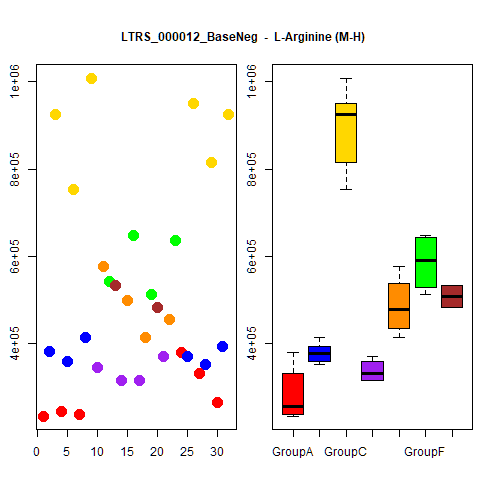 LTRS_000012_BaseNeg - L-Arginine (M-H)
1e+06
8e+05
6e+05
4e+05
0 5 10 15 20 25 30
1e+06
8e+05
6e+05
4e+05
GroupA GroupC GroupF